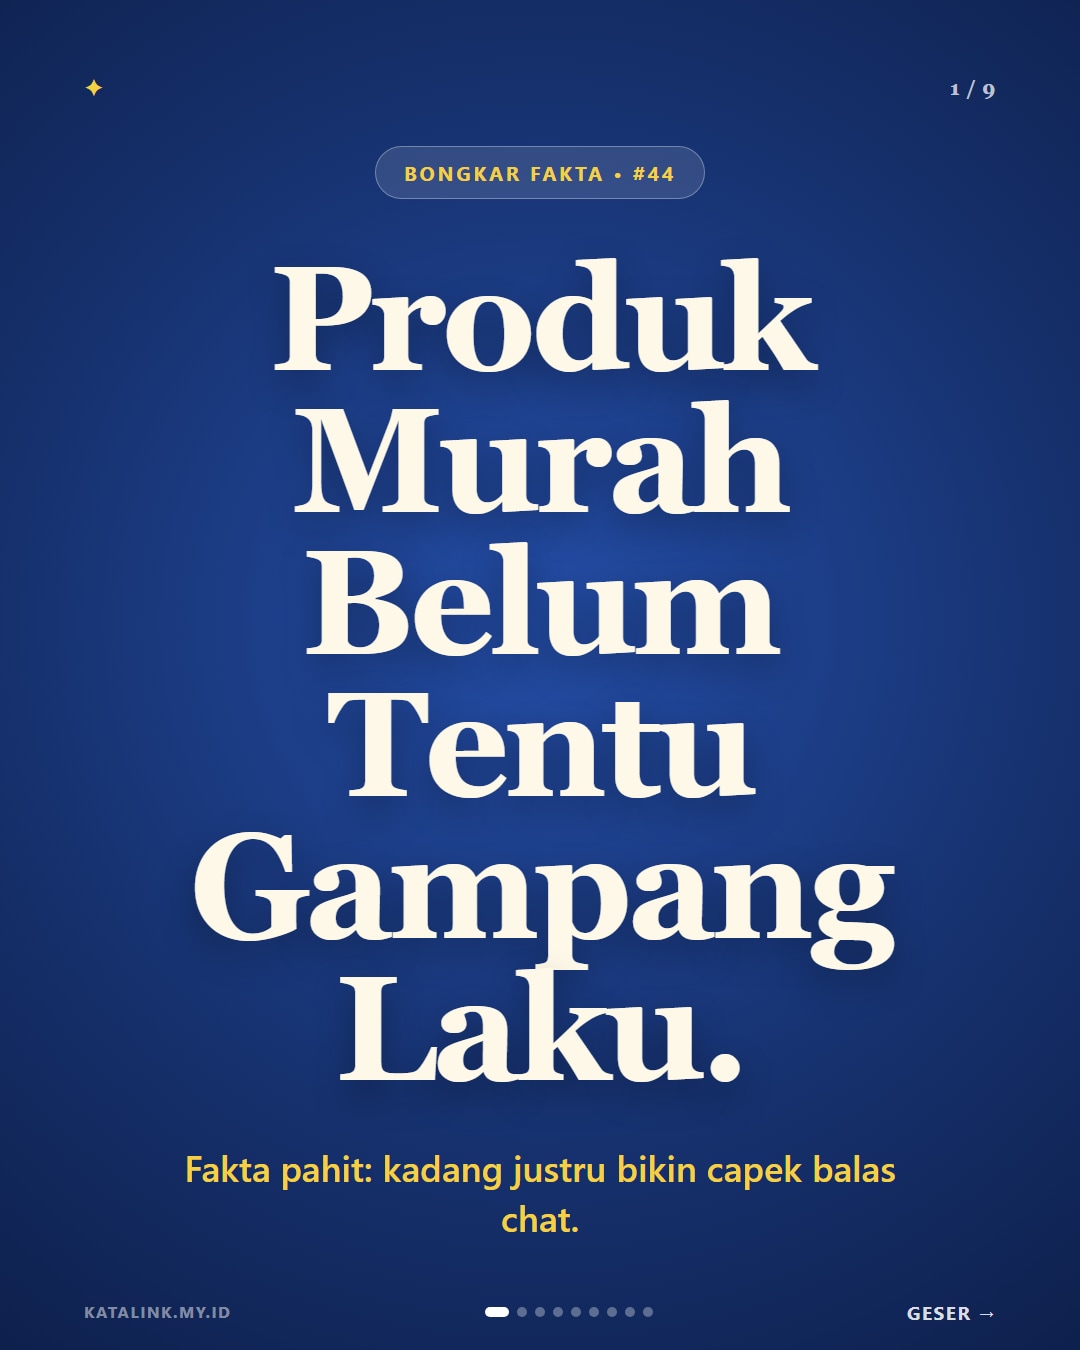 ✦
1 / 9
BONGKAR FAKTA • #44
Produk
Murah
Belum
Tentu
Gampang
Laku.
Fakta pahit: kadang justru bikin capek balas
chat.
KATALINK.MY.ID
GESER →